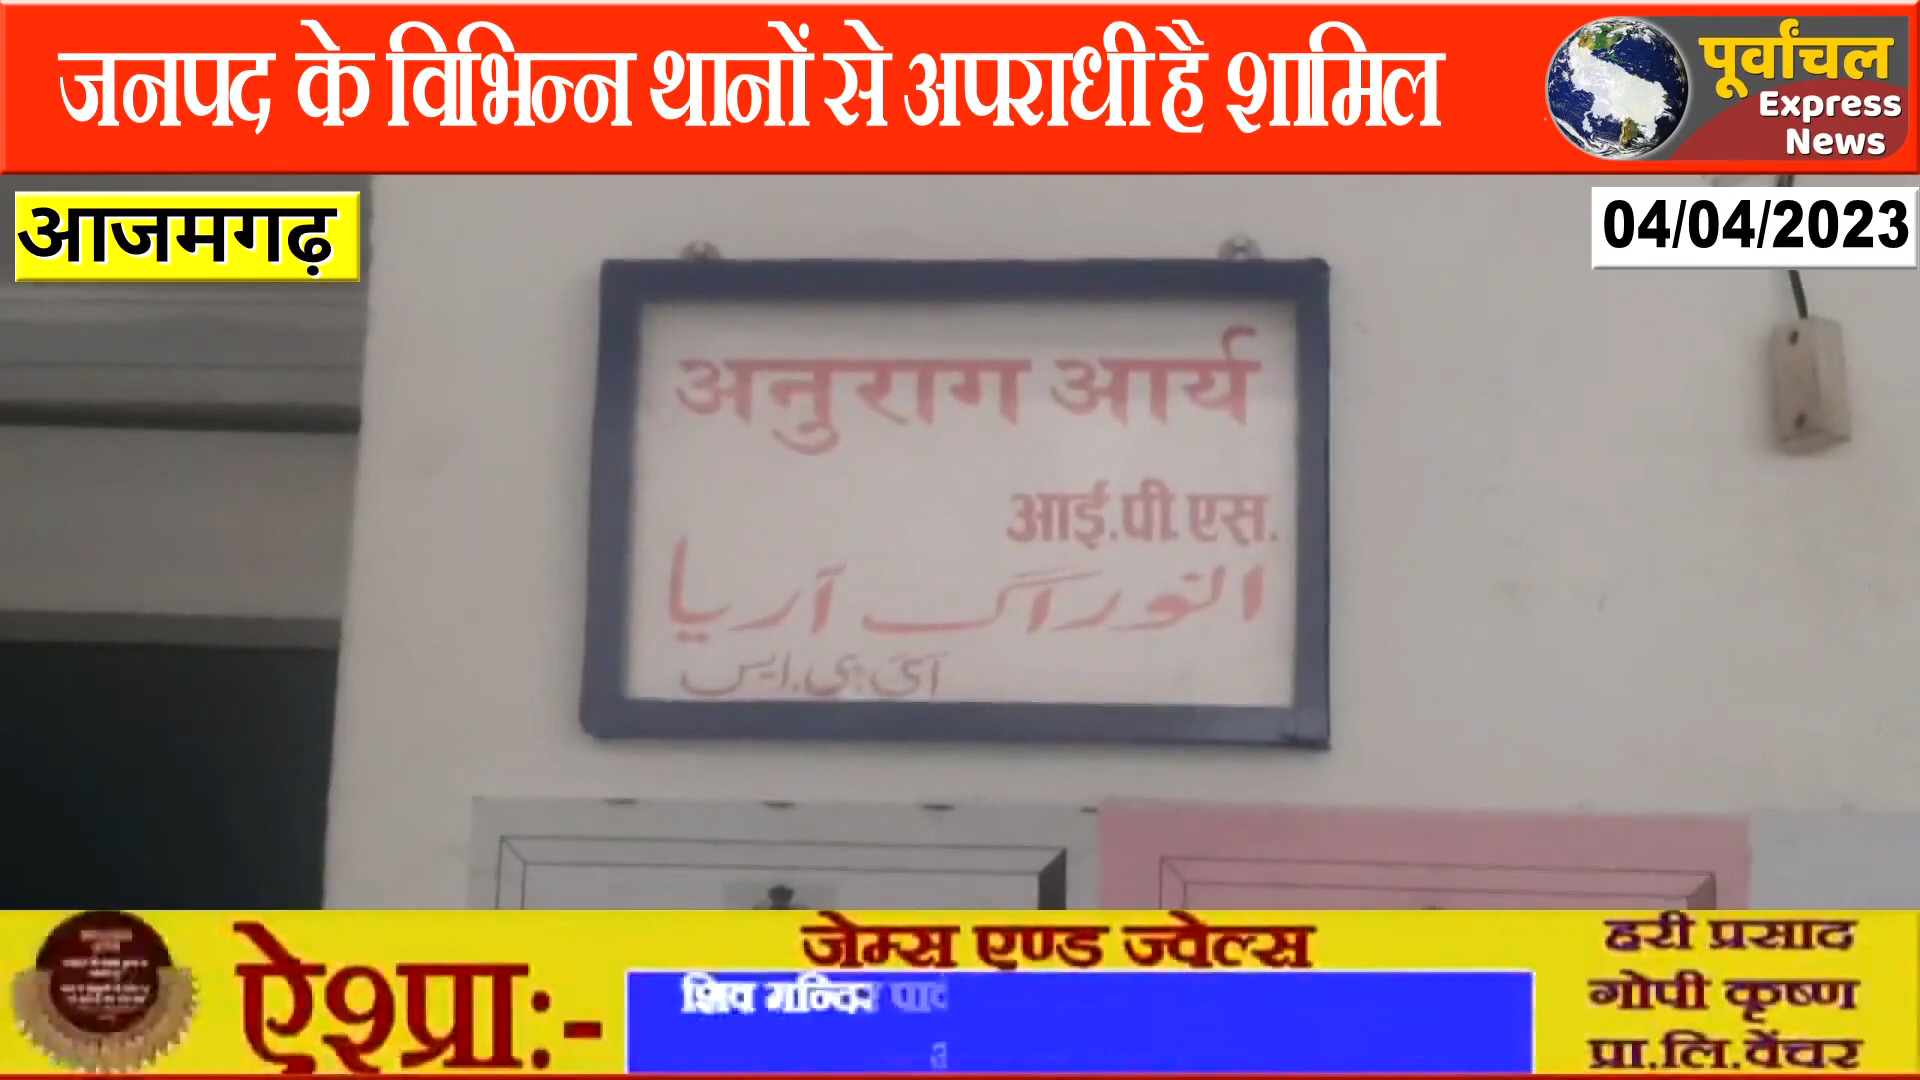 जनपद के विभिन्न थानों से अपराधी है शामिल
पूर्वांचल
Express
News
आजमगढ़
04/04/2023
अनुराग आर्य
आई.पी.एस.
انوراگ آریا
آئی.پی.ایس
ऐश्प्रा:-
जेम्स एण्ड ज्वेल्स
शिव मन्दिर
हरी प्रसाद
गोपी कृष्ण
प्रा.लि.वेंचर